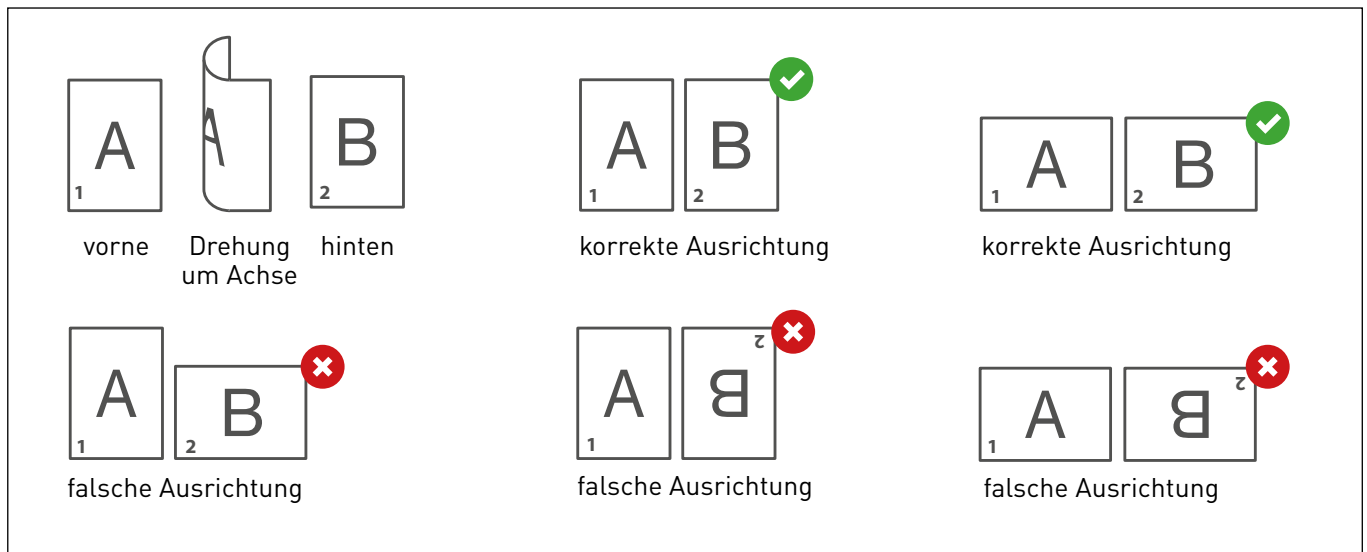 A
1
A
B
2
vorne
Drehung
um Achse
hinten
A
1
B
2
korrekte Ausrichtung
A
1
B
2
korrekte Ausrichtung
A
1
B
2
falsche Ausrichtung
A
1
B
2
falsche Ausrichtung
A
1
B
2
falsche Ausrichtung